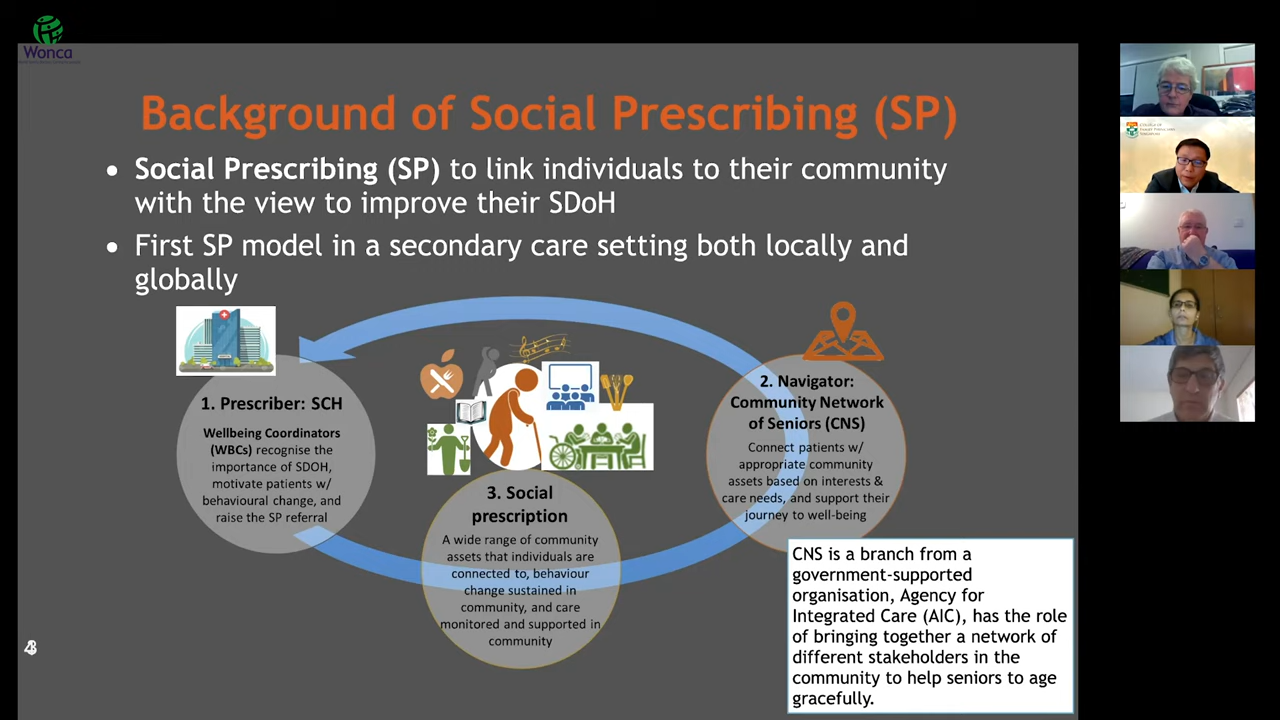 Wonca
Background of Social Prescribing (SP)
• Social Prescribing (SP) to link individuals to their community
with the view to improve their SDoH
• First SP model in a secondary care setting both locally and
globally
1. Prescriber: SCH
Wellbeing Coordinators
(WBCs) recognise the
importance of SDOH,
motivate patients w/
behavioural change, and
raise the SP referral
2. Navigator:
Community Network
of Seniors (CNS)
Connect patients w/
appropriate community
assets based on interests &
care needs, and support their
journey to well-being
3. Social
prescription
A wide range of community
assets that individuals are
connected to, behaviour
change sustained in
community, and care
monitored and supported in
community
CNS is a branch from a
government-supported
organisation, Agency for
Integrated Care (AIC), has the role
of bringing together a network of
different stakeholders in the
community to help seniors to age
gracefully.